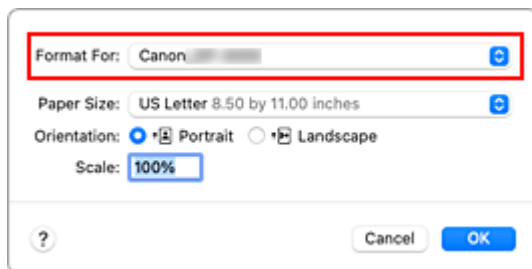 Format For: Canon
Paper Size: US Letter 8.50 by 11.00 inches
Orientation: Portrait Landscape
Scale: 100%
? Cancel OK